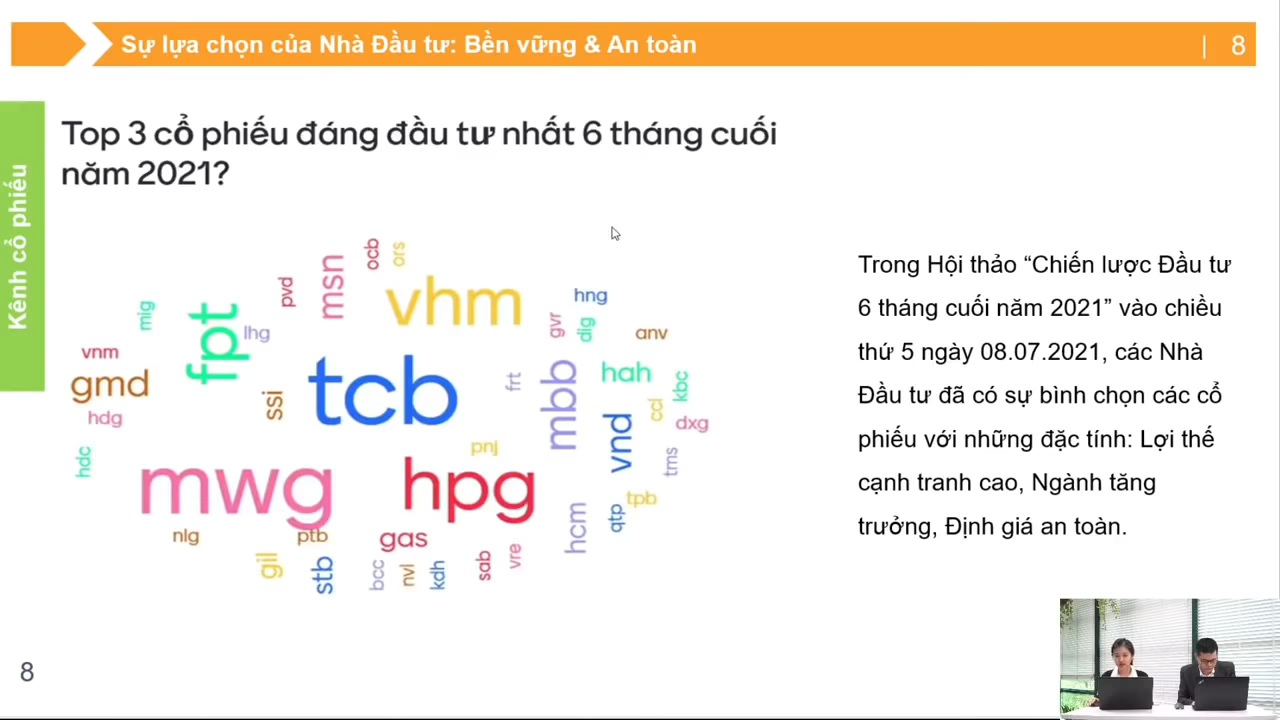 Sự lựa chọn của Nhà Đầu tư: Bền vững & An toàn | 8
Kênh cổ phiếu
Top 3 cổ phiếu đáng đầu tư nhất 6 tháng cuối
năm 2021?
ocb
ors
msn
pvd
vhm
hng
mig
fpt
lhg
gvr
dig
anv
vnm
gmd
ssi
tcb
frt
mbb
hah
kbc
hdg
ccl
dxg
vnd
pnj
hdc
tms
mwg
hpg
tpb
qtp
hcm
nlg
ptb
gas
gil
stb
bcc
nvl
kdh
sab
vre
Trong Hội thảo “Chiến lược Đầu tư
6 tháng cuối năm 2021” vào chiều
thứ 5 ngày 08.07.2021, các Nhà
Đầu tư đã có sự bình chọn các cổ
phiếu với những đặc tính: Lợi thế
cạnh tranh cao, Ngành tăng
trưởng, Định giá an toàn.
8